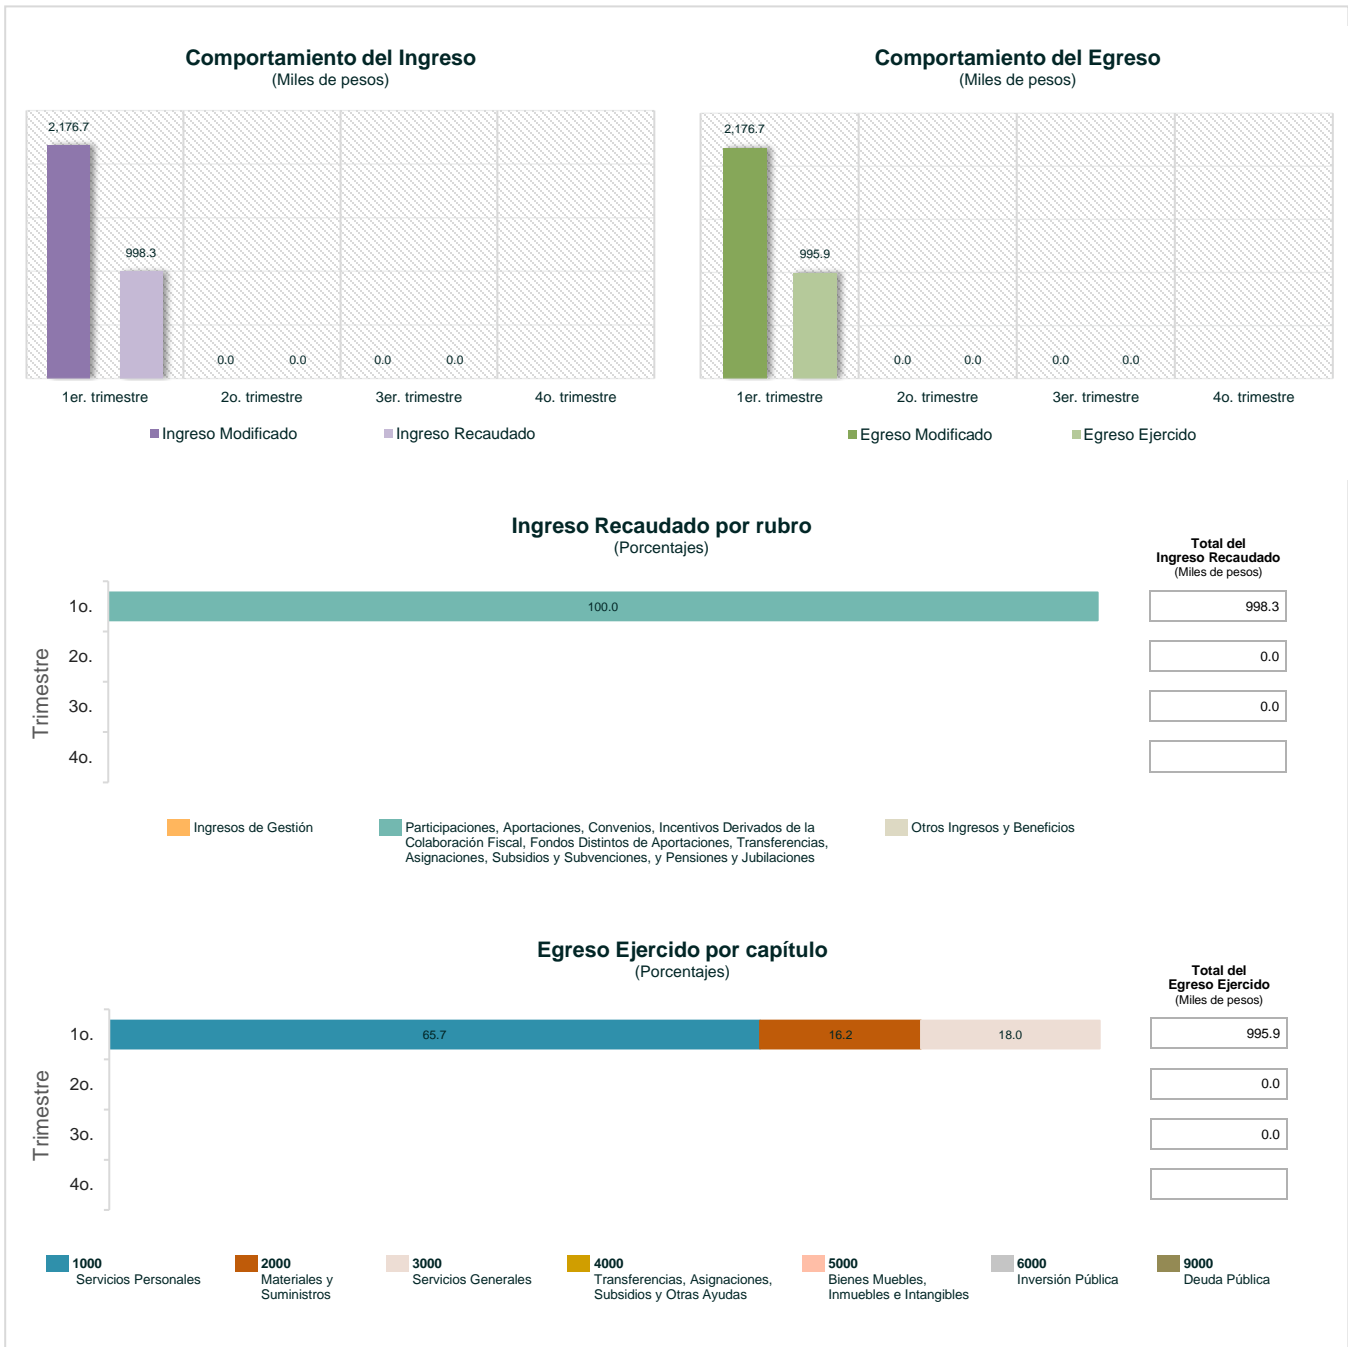 Comportamiento del Ingreso
(Miles de pesos)
2,176.7
998.3
0.0
0.0
0.0
0.0
1er. trimestre
2o. trimestre
3er. trimestre
4o. trimestre
Ingreso Modificado
Ingreso Recaudado
Comportamiento del Egreso
(Miles de pesos)
2,176.7
995.9
0.0
0.0
0.0
0.0
1er. trimestre
2o. trimestre
3er. trimestre
4o. trimestre
Egreso Modificado
Egreso Ejercido
Ingreso Recaudado por rubro
(Porcentajes)
Total del
Ingreso Recaudado
(Miles de pesos)
Trimestre
1o.
100.0
998.3
2o.
0.0
3o.
0.0
4o.
Ingresos de Gestión
Participaciones, Aportaciones, Convenios, Incentivos Derivados de la
Colaboración Fiscal, Fondos Distintos de Aportaciones, Transferencias,
Asignaciones, Subsidios y Subvenciones, y Pensiones y Jubilaciones
Otros Ingresos y Beneficios
Egreso Ejercido por capítulo
(Porcentajes)
Total del
Egreso Ejercido
(Miles de pesos)
Trimestre
1o.
65.7
16.2
18.0
995.9
2o.
0.0
3o.
0.0
4o.
1000
Servicios Personales
2000
Materiales y
Suministros
3000
Servicios Generales
4000
Transferencias, Asignaciones,
Subsidios y Otras Ayudas
5000
Bienes Muebles,
Inmuebles e Intangibles
6000
Inversión Pública
9000
Deuda Pública